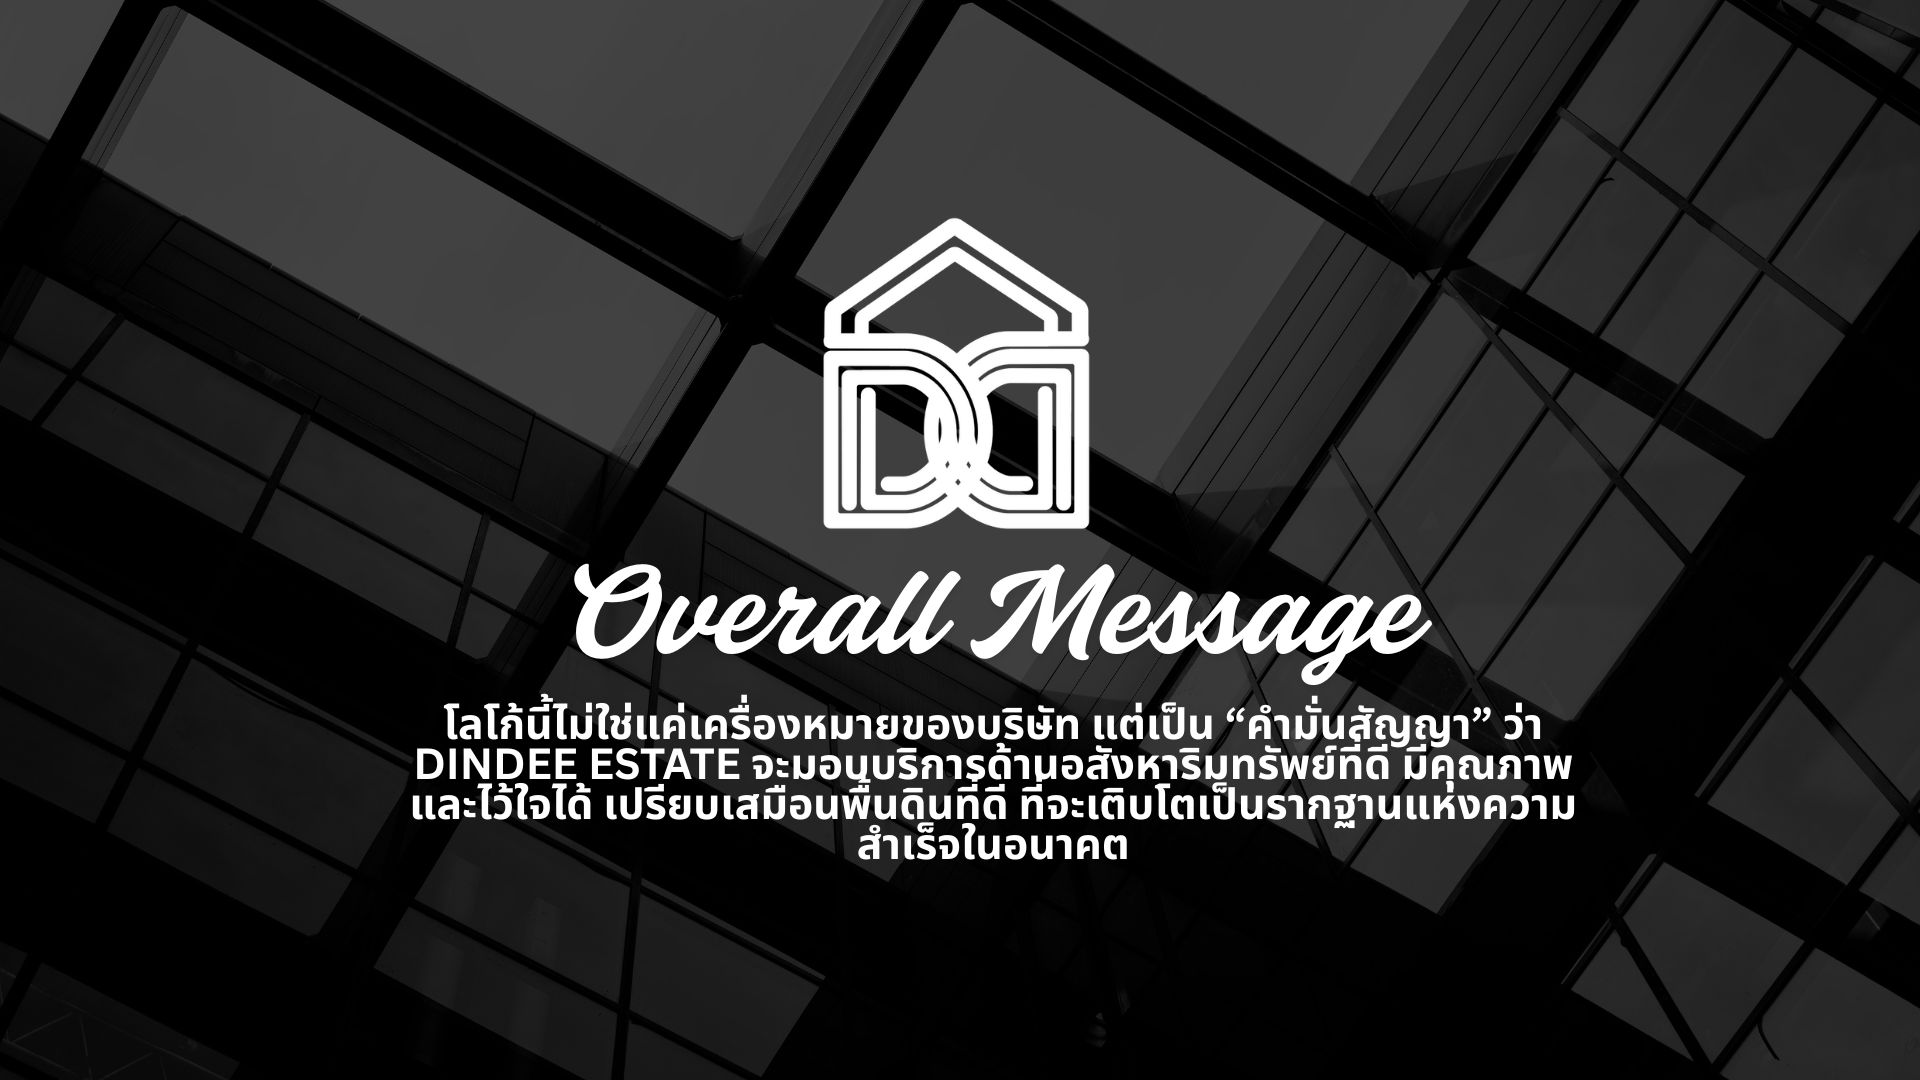 Overall Message
โลโก้นี้ไม่ใช่แค่เครื่องหมายของบริษัท แต่เป็น “คำมั่นสัญญา” ว่า
DINDEE ESTATE จะมอบบริการด้านอสังหาริมทรัพย์ที่ดี มีคุณภาพ
และไว้ใจได้ เปรียบเสมือนพื้นดินที่ดี ที่จะเติบโตเป็นรากฐานแห่งความ
สำเร็จในอนาคต